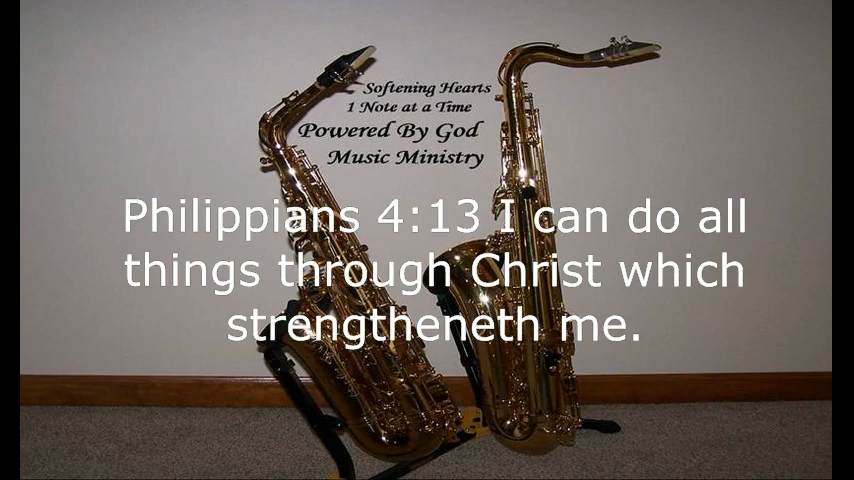 Softening Hearts
1 Note at a Time
Powered By God
Music Ministry
Philippians 4:13 I can do all
things through Christ which
strengtheneth me.